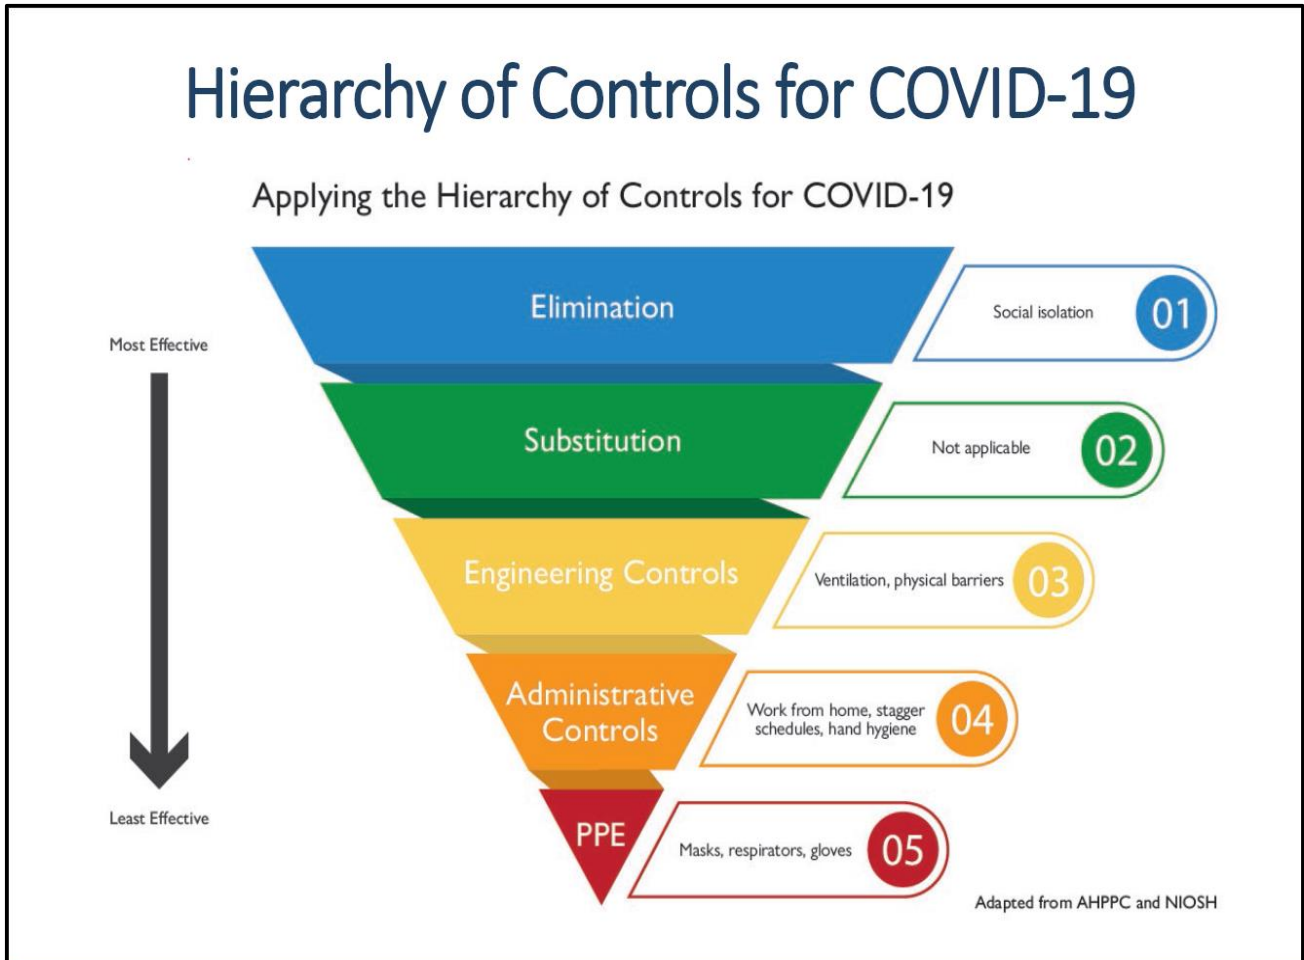 Hierarchy of Controls for COVID-19
Applying the Hierarchy of Controls for COVID-19
Most Effective
Least Effective
Elimination
Social isolation
01
Substitution
Not applicable
02
Engineering Controls
Ventilation, physical barriers
03
Administrative
Controls
Work from home, stagger
schedules, hand hygiene
04
PPE
Masks, respirators, gloves
05
Adapted from AHPPC and NIOSH